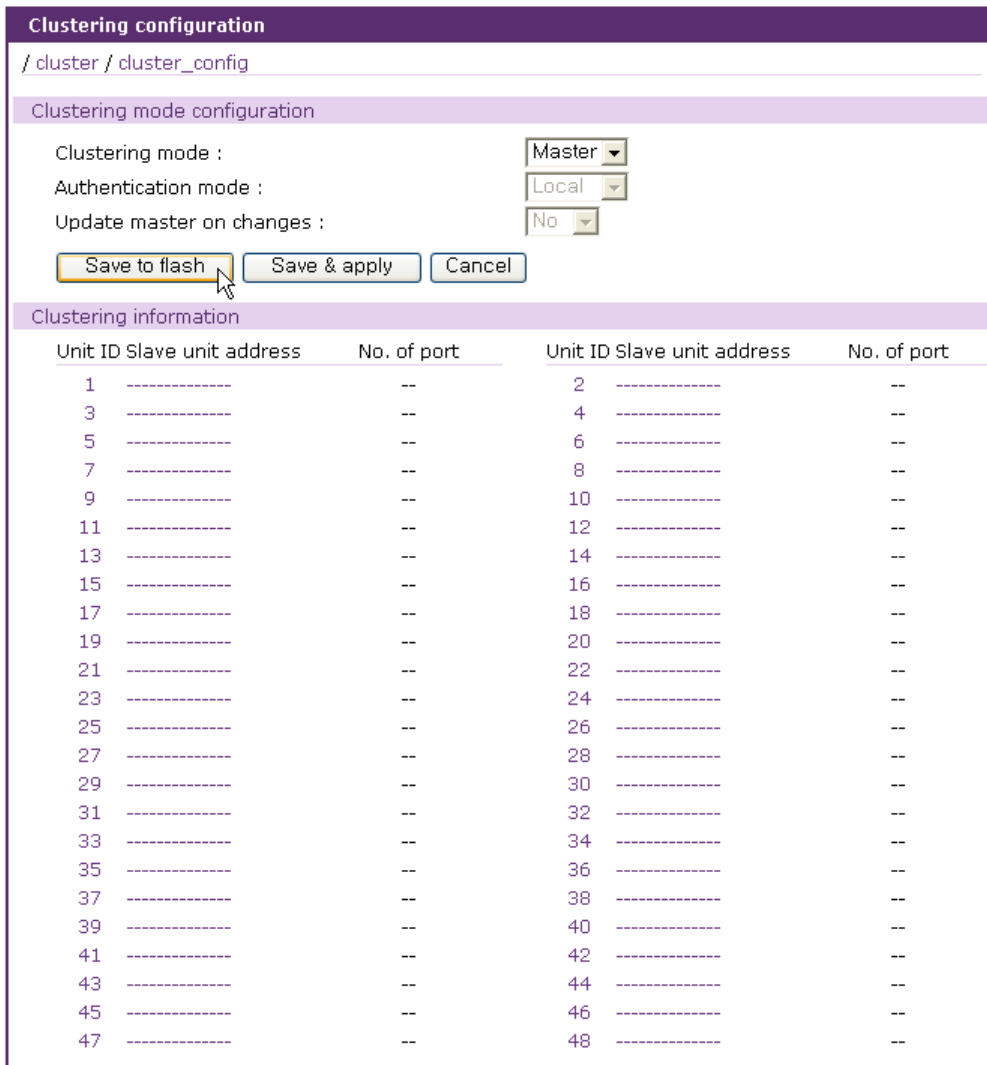 Clustering configuration
/ cluster / cluster_config
Clustering mode configuration
Clustering mode : Master
Authentication mode : Local
Update master on changes : No
Save to flash Save & apply Cancel
Clustering information
Unit ID Slave unit address No. of port Unit ID Slave unit address No. of port
1 -------------- -- 2 -------------- --
3 -------------- -- 4 -------------- --
5 -------------- -- 6 -------------- --
7 -------------- -- 8 -------------- --
9 -------------- -- 10 -------------- --
11 -------------- -- 12 -------------- --
13 -------------- -- 14 -------------- --
15 -------------- -- 16 -------------- --
17 -------------- -- 18 -------------- --
19 -------------- -- 20 -------------- --
21 -------------- -- 22 -------------- --
23 -------------- -- 24 -------------- --
25 -------------- -- 26 -------------- --
27 -------------- -- 28 -------------- --
29 -------------- -- 30 -------------- --
31 -------------- -- 32 -------------- --
33 -------------- -- 34 -------------- --
35 -------------- -- 36 -------------- --
37 -------------- -- 38 -------------- --
39 -------------- -- 40 -------------- --
41 -------------- -- 42 -------------- --
43 -------------- -- 44 -------------- --
45 -------------- -- 46 -------------- --
47 -------------- -- 48 -------------- --